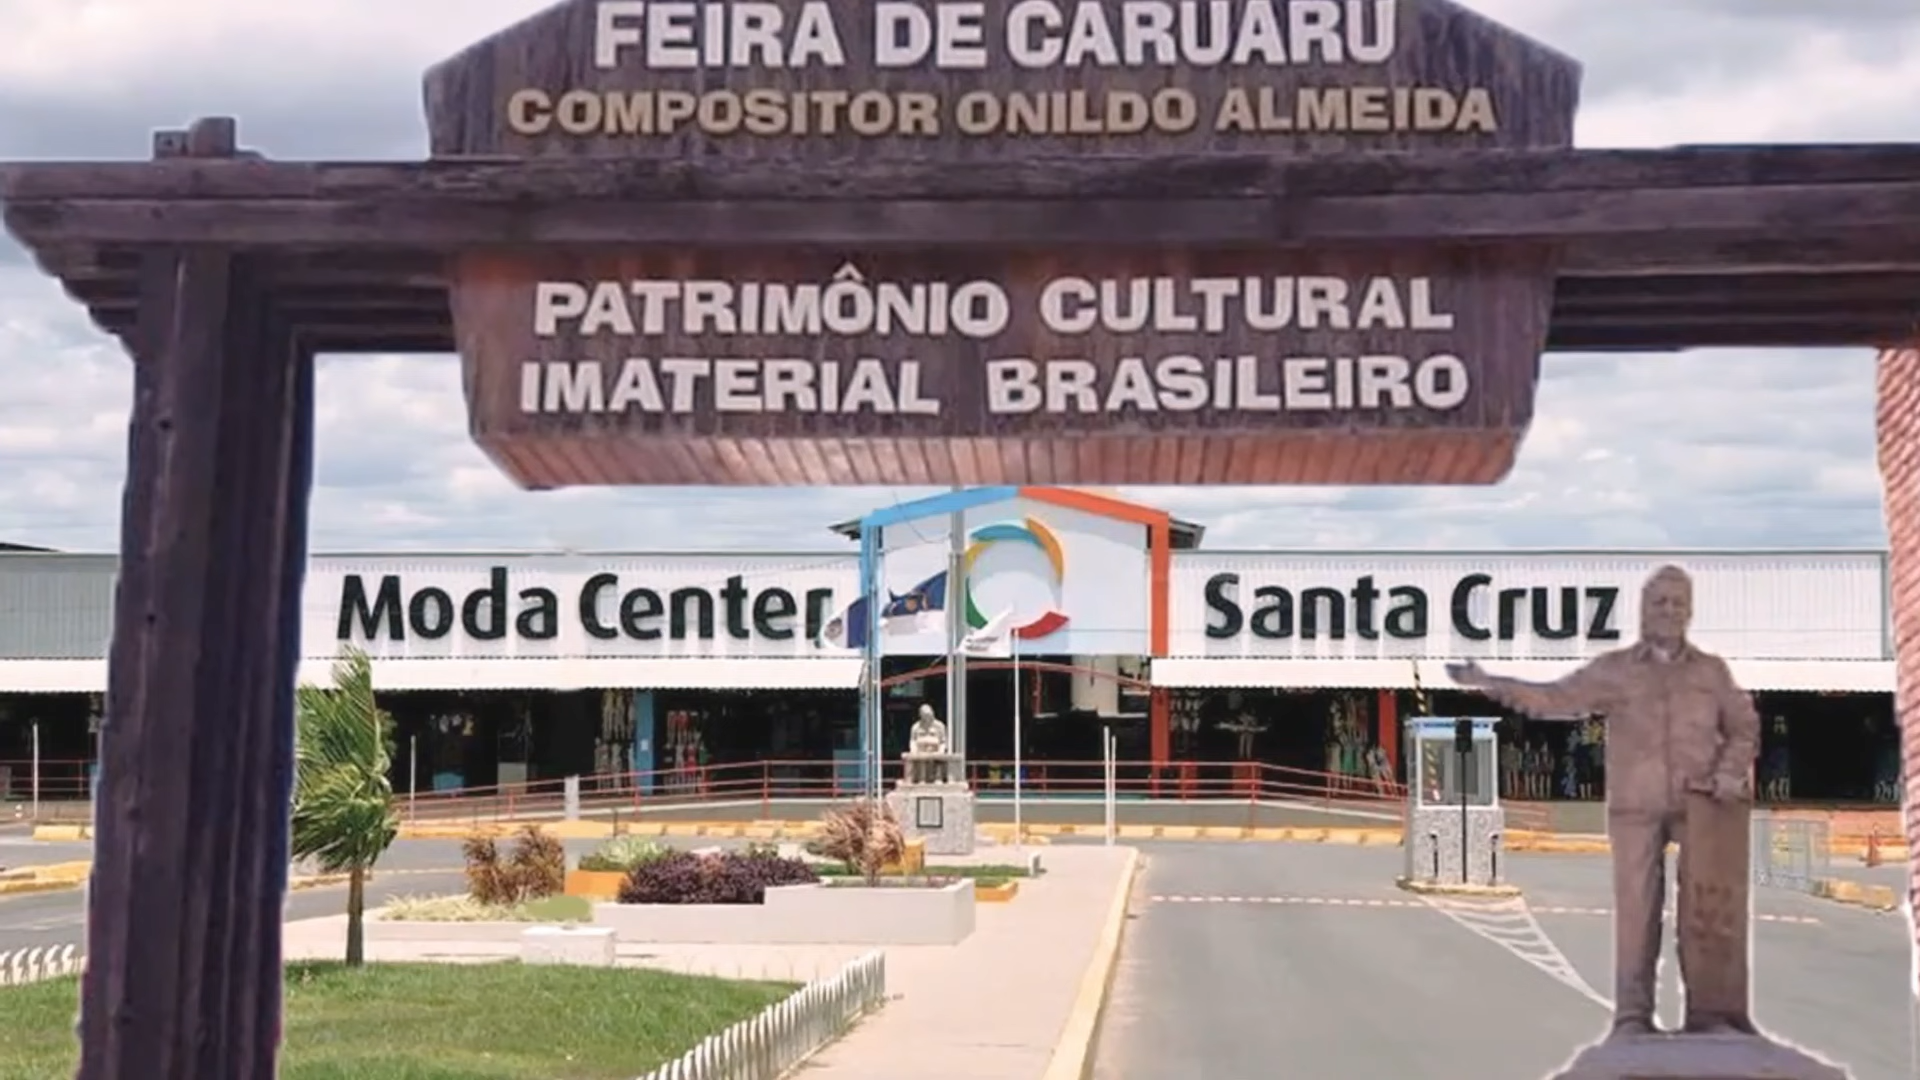 FEIRA DE CARUARU
COMPOSITOR ONILDO ALMEIDA
PATRIMÔNIO CULTURAL
IMATERIAL BRASILEIRO
Moda Center
Santa Cruz